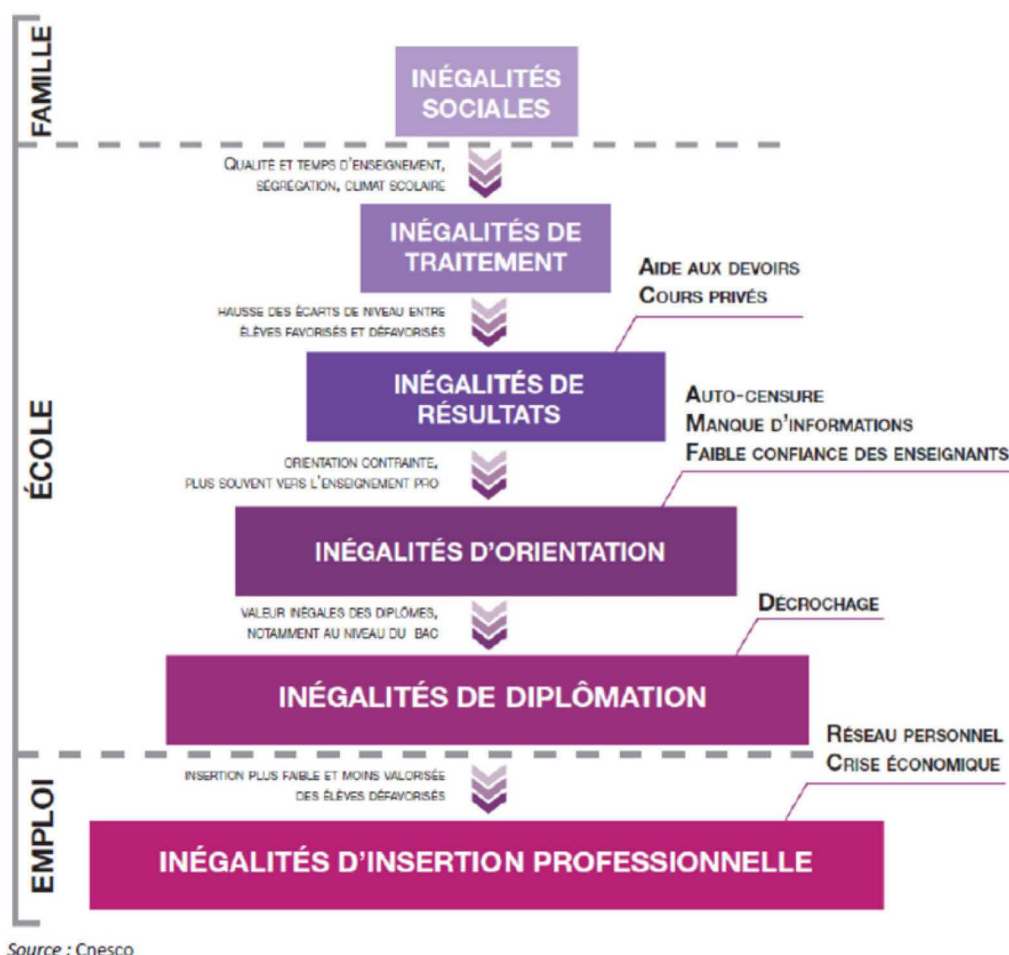 FAMILLE
INÉGALITÉS
SOCIALES
QUALITÉ ET TEMPS D'ENSEIGNEMENT,
SÉGRÉGATION, CLIMAT SCOLAIRE
ÉCOLE
INÉGALITÉS DE
TRAITEMENT
AIDE AUX DEVOIRS
COURS PRIVÉS
HAUSSE DES ÉCARTS DE NIVEAU ENTRE
ÉLÈVES FAVORISÉS ET DÉFAVORISÉS
INÉGALITÉS DE
RÉSULTATS
AUTO-CENSURE
MANQUE D'INFORMATIONS
FAIBLE CONFIANCE DES ENSEIGNANTS
ORIENTATION CONTRAINTE,
PLUS SOUVENT VERS L'ENSEIGNEMENT PRO
INÉGALITÉS D'ORIENTATION
VALEUR INÉGALES DES DIPLÔMES,
NOTAMMENT AU NIVEAU DU BAC
DÉCROCHAGE
INÉGALITÉS DE DIPLÔMATION
RÉSEAU PERSONNEL
CRISE ÉCONOMIQUE
EMPLOI
INSERTION PLUS FAIBLE ET MOINS VALORISÉE
DES ÉLÈVES DÉFAVORISÉS
INÉGALITÉS D'INSERTION PROFESSIONNELLE
Source : Cnesco